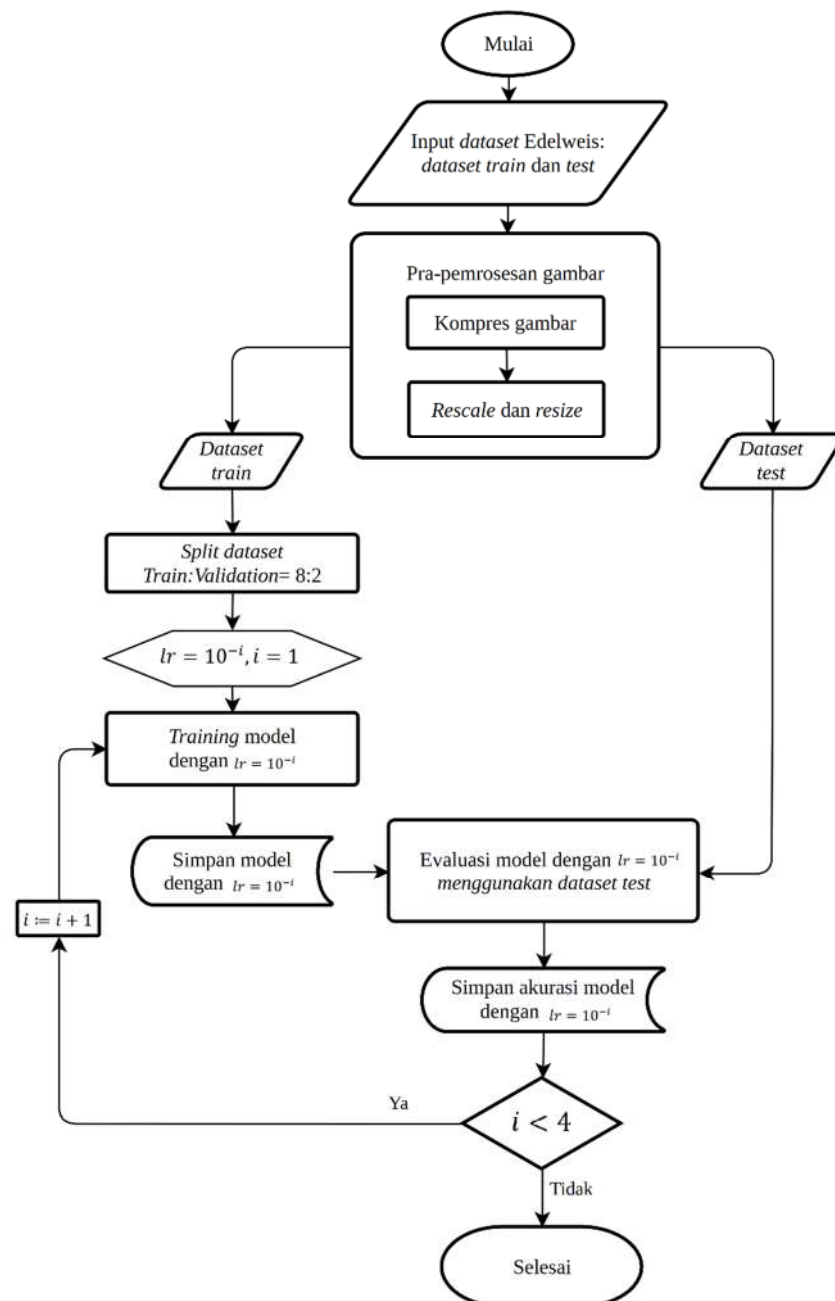 Mulai
Input dataset Edelweis:
dataset train dan test
Pra-pemrosesan gambar
Kompres gambar
Rescale dan resize
Dataset
train
Dataset
test
Split dataset
Train:Validation= 8:2
lr = 10⁻ⁱ, i = 1
Training model
dengan lr = 10⁻ⁱ
Simpan model
dengan lr = 10⁻ⁱ
Evaluasi model dengan lr = 10⁻ⁱ
menggunakan dataset test
i ≔ i + 1
Simpan akurasi model
dengan lr = 10⁻ⁱ
Ya
i < 4
Tidak
Selesai